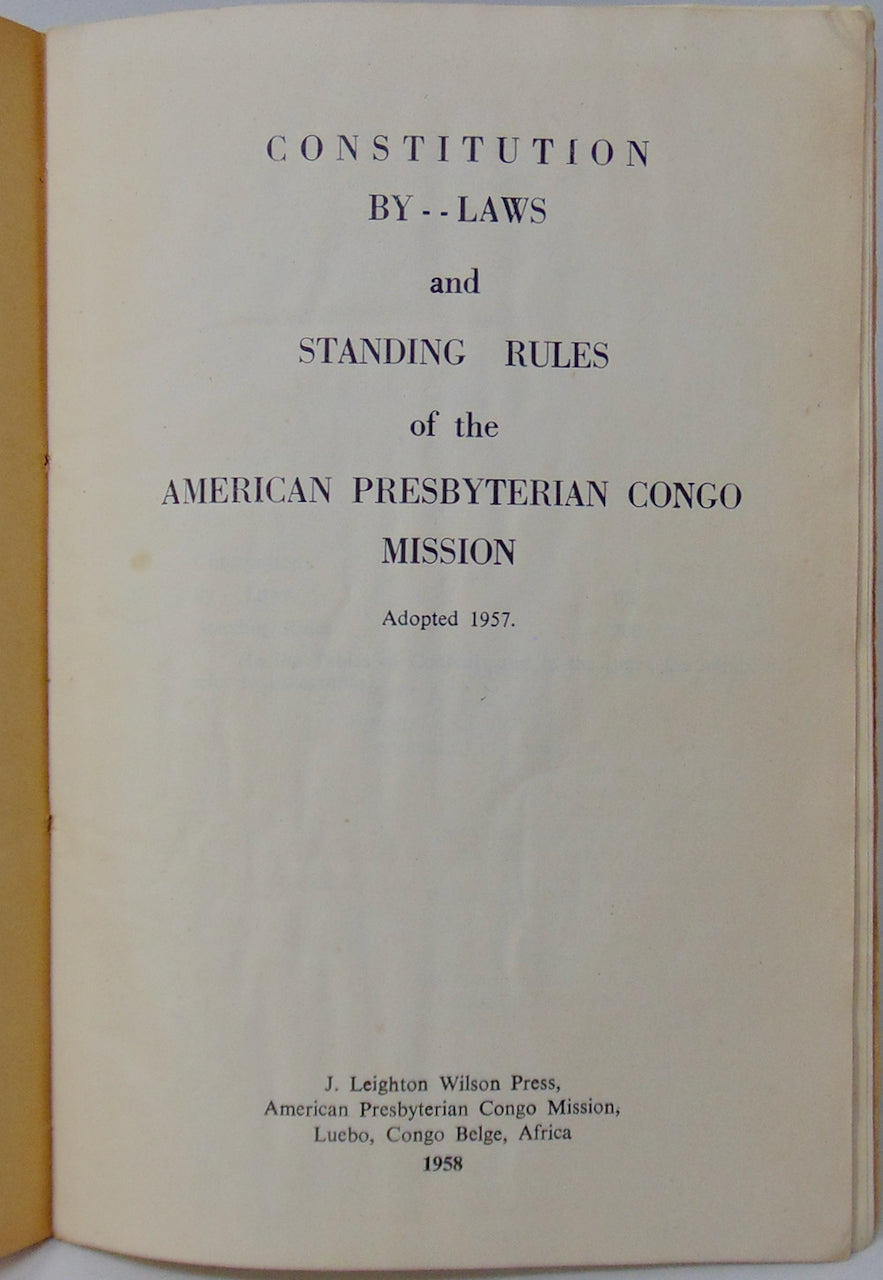 CONSTITUTION
BY--LAWS
and
STANDING RULES
of the
AMERICAN PRESBYTERIAN CONGO
MISSION
Adopted 1957.
J. Leighton Wilson Press,
American Presbyterian Congo Mission,
Luebo, Congo Belge, Africa
1958